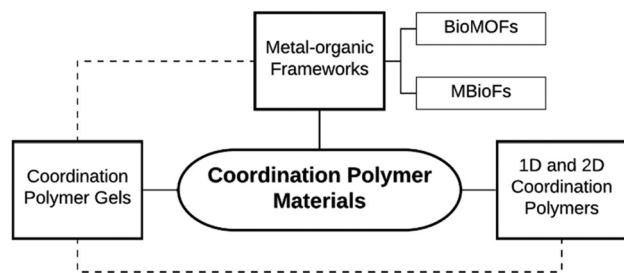 BioMOFs
Metal-organic
Frameworks
MBioFs
Coordination
Polymer Gels
Coordination Polymer
Materials
1D and 2D
Coordination
Polymers